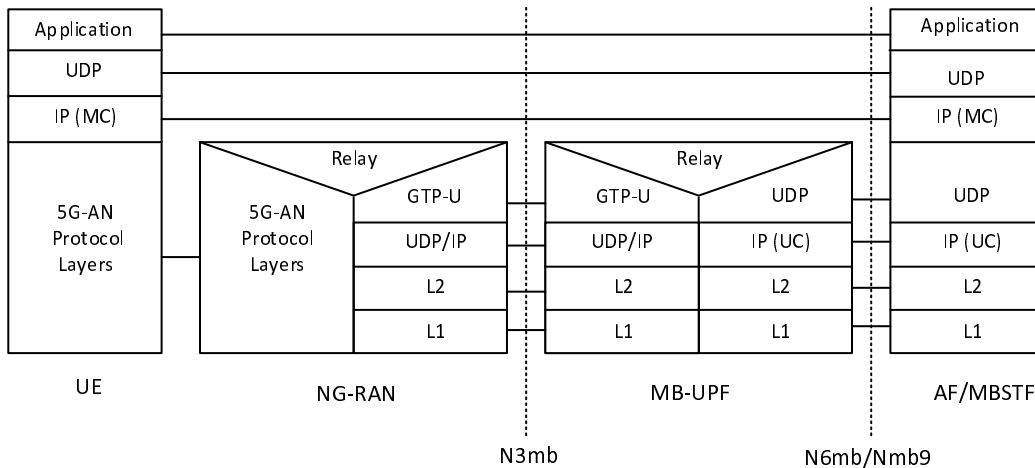 Application
UDP
IP (MC)
5G-AN
Protocol
Layers
UE
Relay
5G-AN
Protocol
Layers
GTP-U
UDP/IP
L2
L1
NG-RAN
N3mb
Relay
GTP-U
UDP/IP
L2
L1
UDP
IP (UC)
L2
L1
MB-UPF
N6mb/Nmb9
Application
UDP
IP (MC)
UDP
IP (UC)
L2
L1
AF/MBSTF